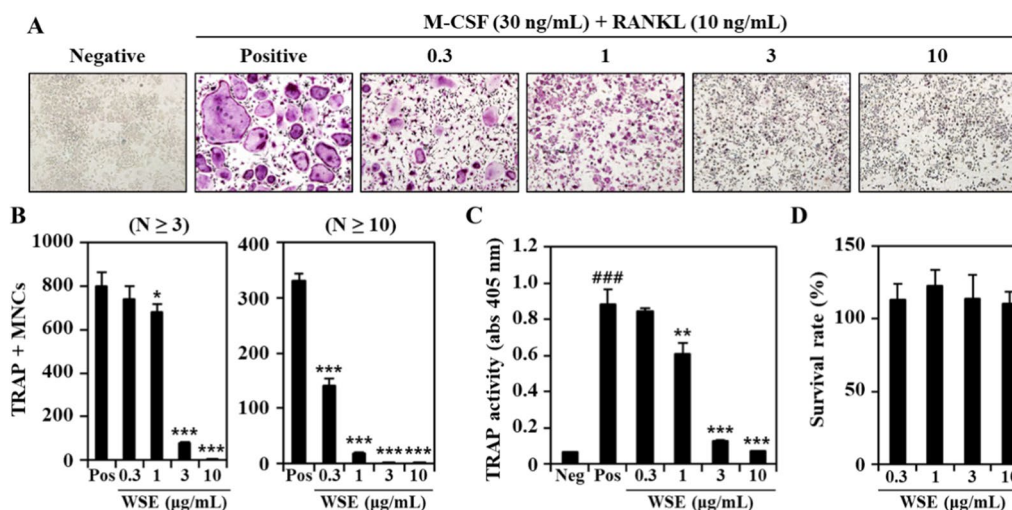 A
M-CSF (30 ng/mL) + RANKL (10 ng/mL)
Negative Positive 0.3 1 3 10
B
(N ≥ 3)
TRAP + MNCs
1000
800
600
400
200
0
*
***
***
Pos 0.3 1 3 10
WSE (µg/mL)
(N ≥ 10)
400
300
200
100
0
***
***
***
***
Pos 0.3 1 3 10
WSE (µg/mL)
C
TRAP activity (abs 405 nm)
1.2
1.0
0.8
0.6
0.4
0.2
0
###
**
***
***
Neg Pos 0.3 1 3 10
WSE (µg/mL)
D
Survival rate (%)
150
100
50
0
0.3 1 3 10
WSE (µg/mL)